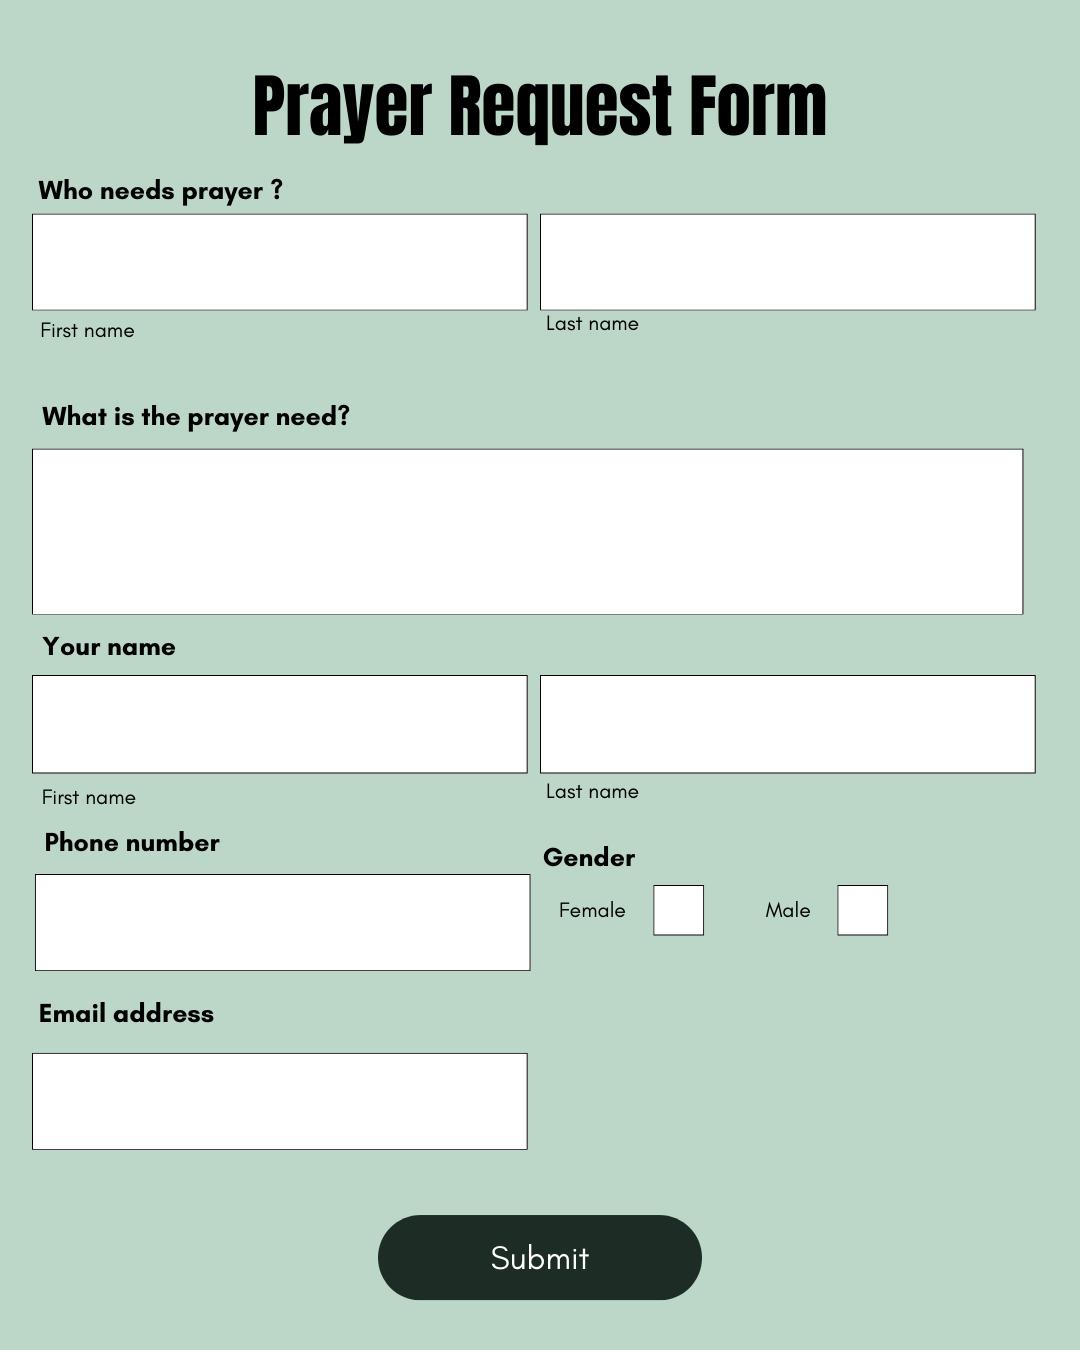 Prayer Request Form
Who needs prayer ?
First name
Last name
What is the prayer need?
Your name
First name
Last name
Phone number
Gender
Female
Male
Email address
Submit